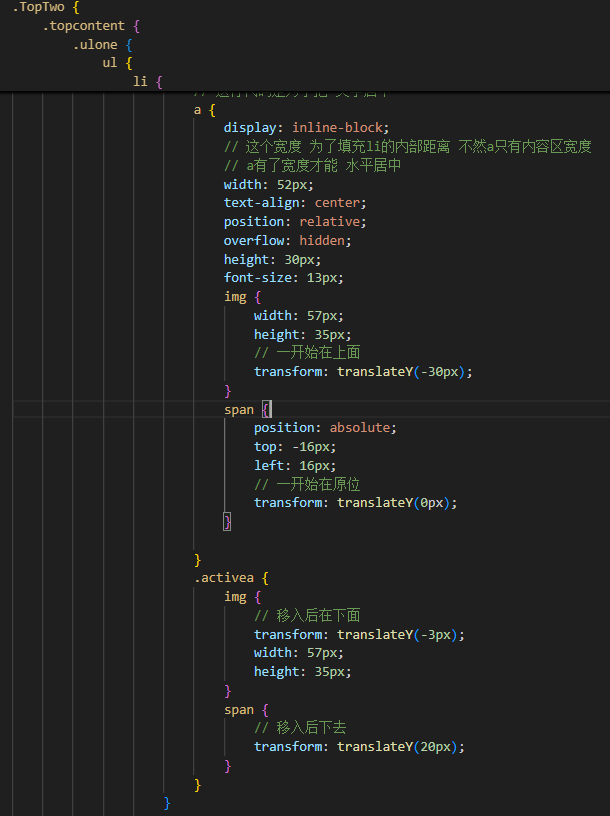 .TopTwo {
.topcontent {
.ulone {
ul {
li {
a {
display: inline-block;
// 这个宽度 为了填充li的内部距离 不然a只有内容区宽度
// a有了宽度才能 水平居中
width: 52px;
text-align: center;
position: relative;
overflow: hidden;
height: 30px;
font-size: 13px;
img {
width: 57px;
height: 35px;
// 一开始在上面
transform: translateY(-30px);
}
span {
position: absolute;
top: -16px;
left: 16px;
// 一开始在原位
transform: translateY(0px);
}
}
.activea {
img {
// 移入后在下面
transform: translateY(-3px);
width: 57px;
height: 35px;
}
span {
// 移入后下去
transform: translateY(20px);
}
}
}